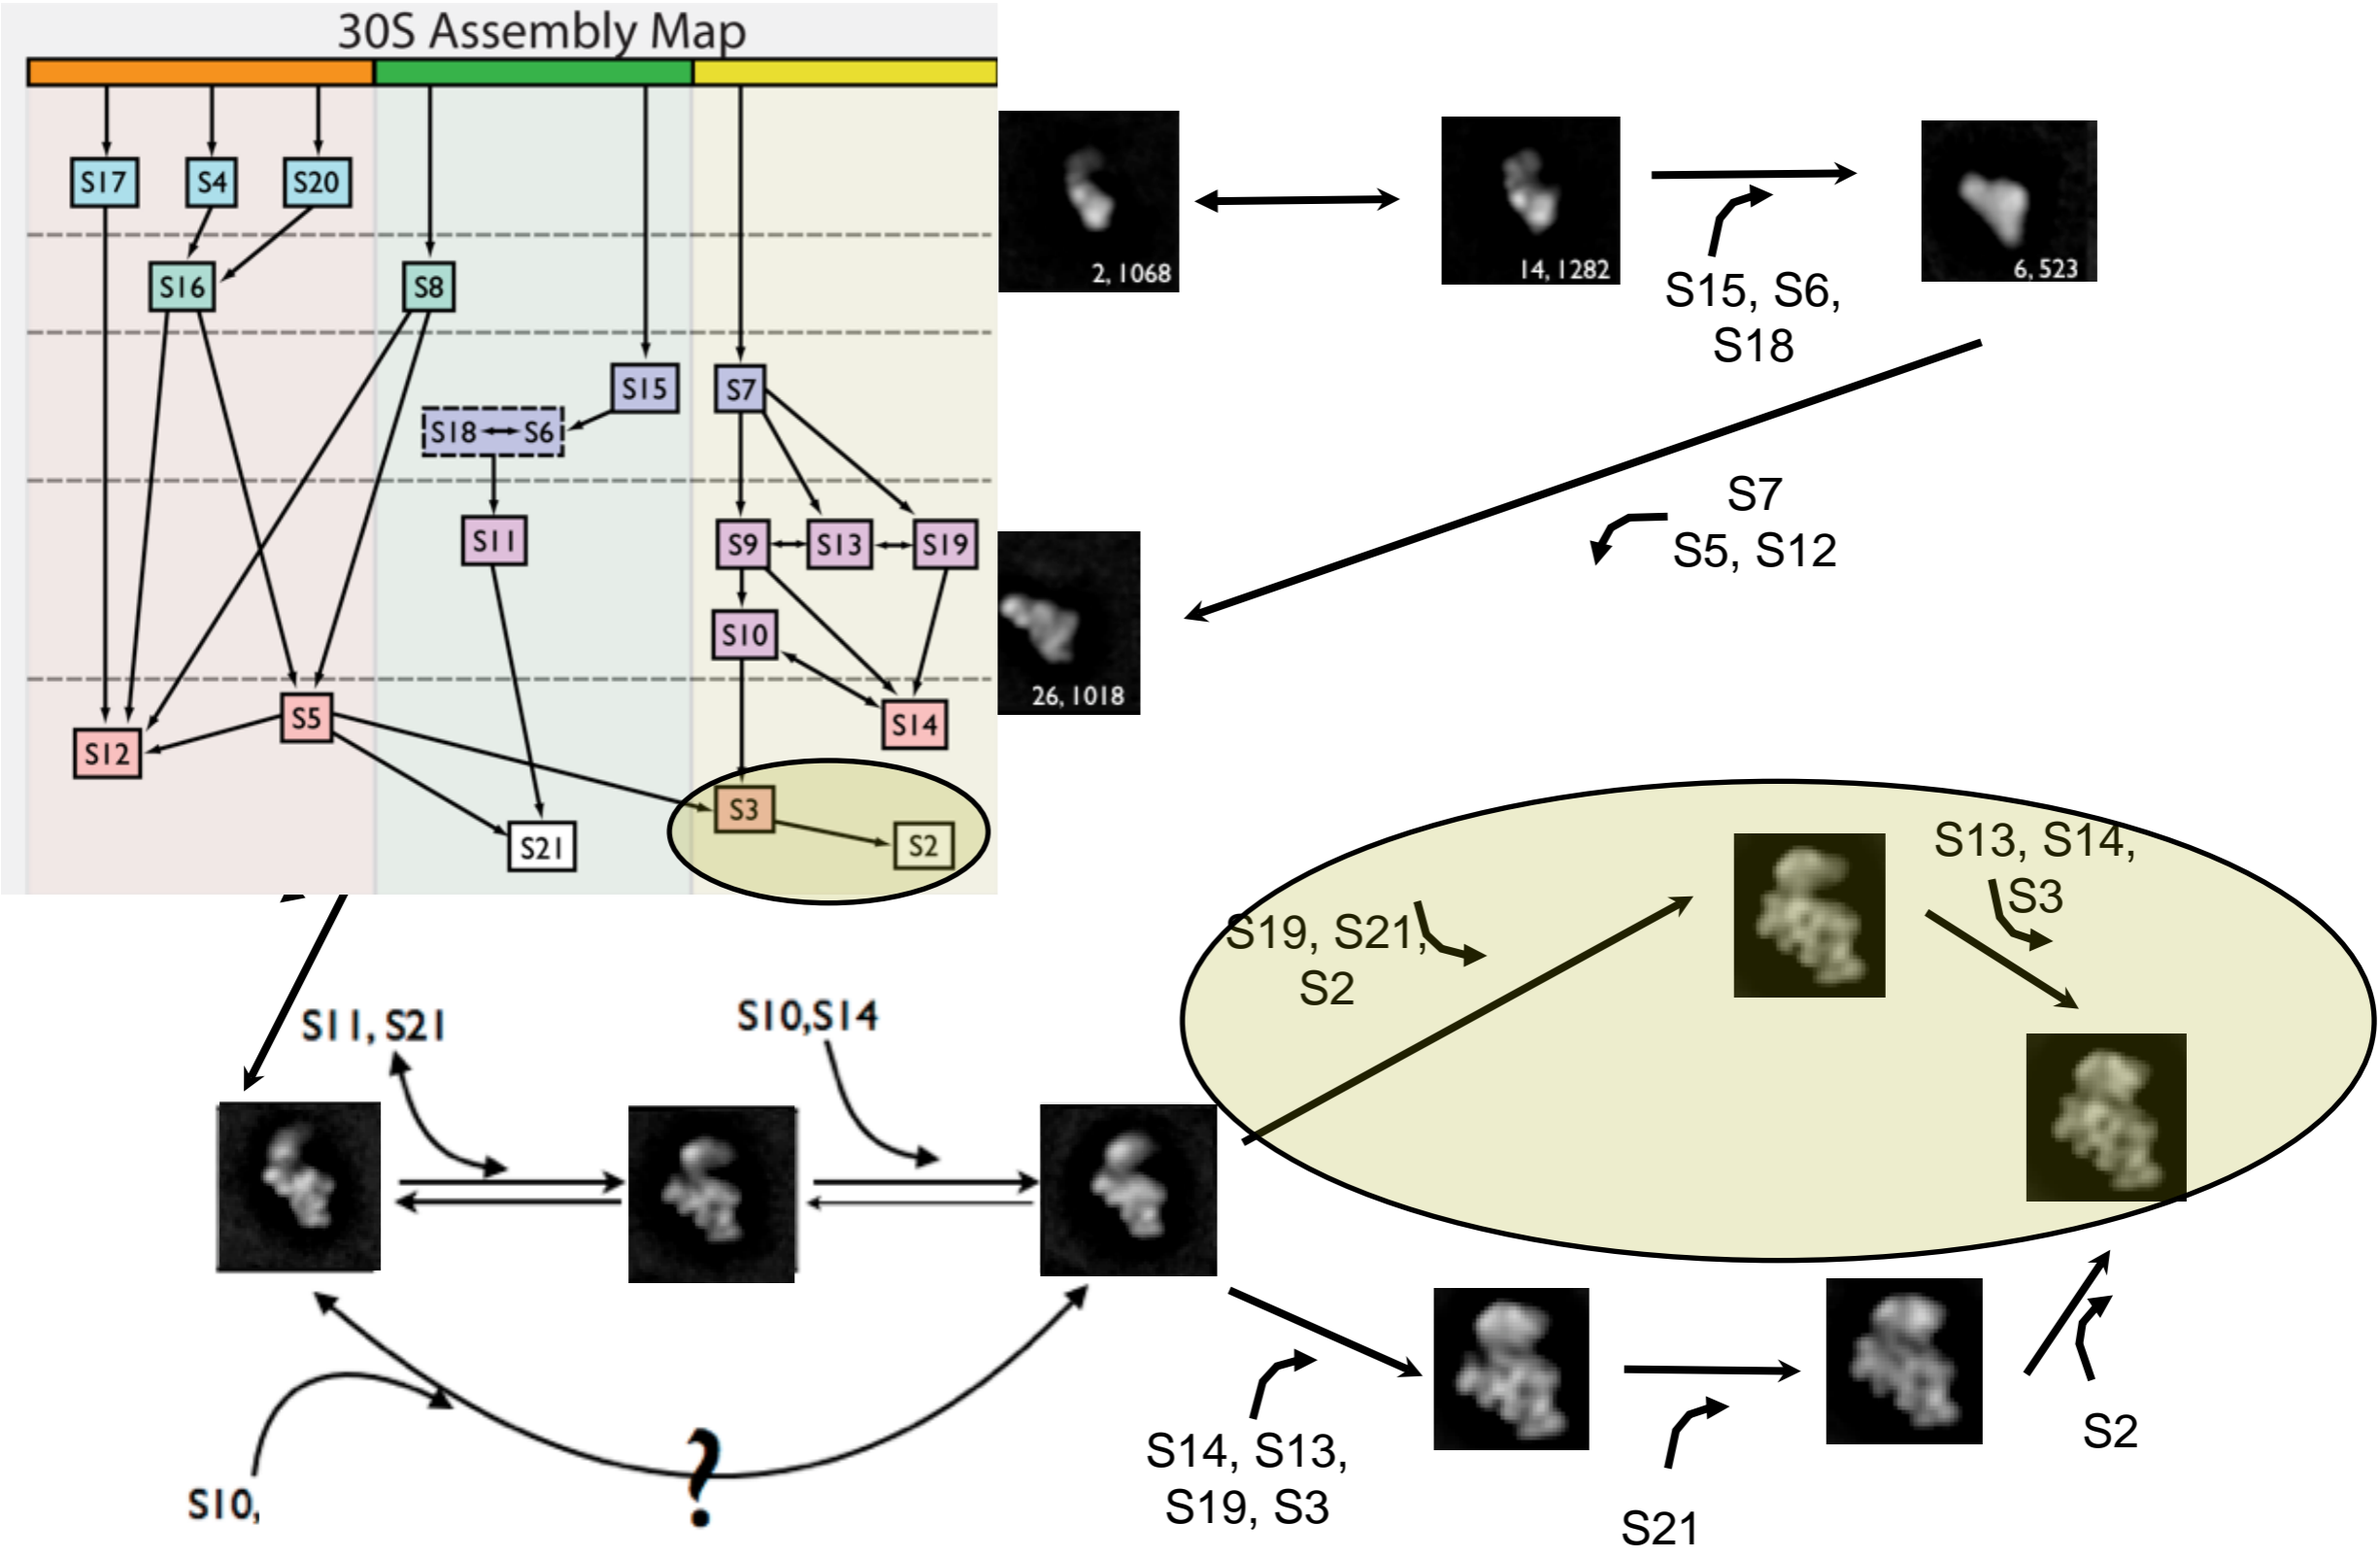 30S Assembly Map
S17
S4
S20
S16
S8
S15
S7
S18
S6
S11
S9
S13
S19
S10
S5
S14
S12
S3
S21
S2
2, 1068
14, 1282
6, 523
S15, S6,
S18
S7
S5, S12
26, 1018
S13, S14,
S3
S19, S21,
S2
S11, S21
S10,S14
S10,
?
S14, S13,
S19, S3
S21
S2